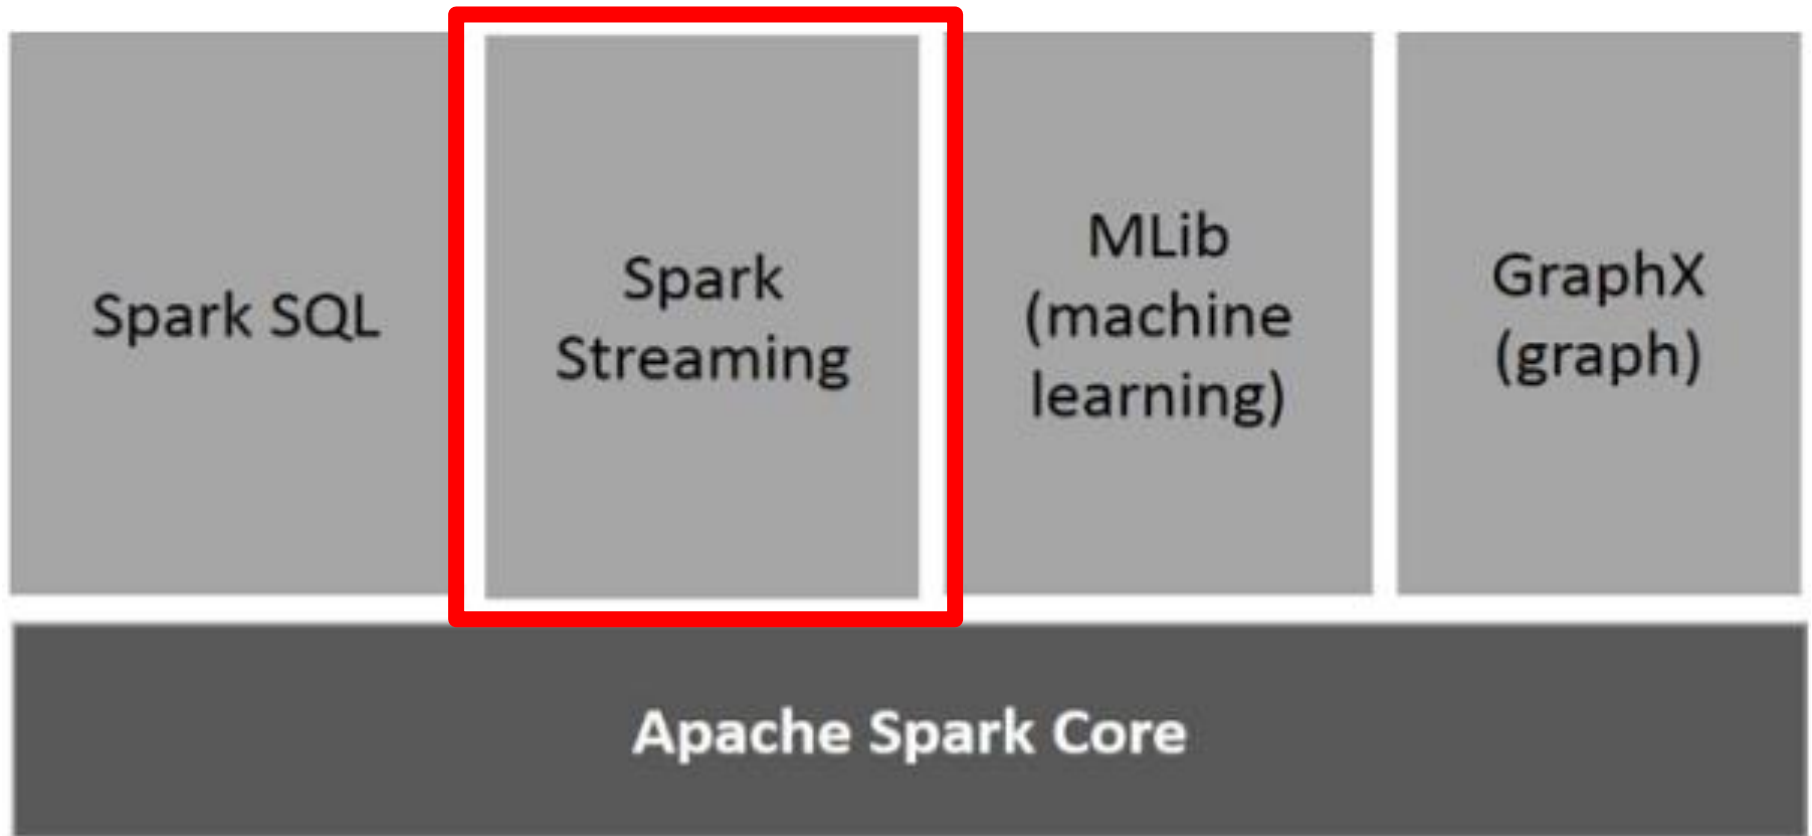 Spark SQL
Spark
Streaming
MLib
(machine
learning)
GraphX
(graph)
Apache Spark Core